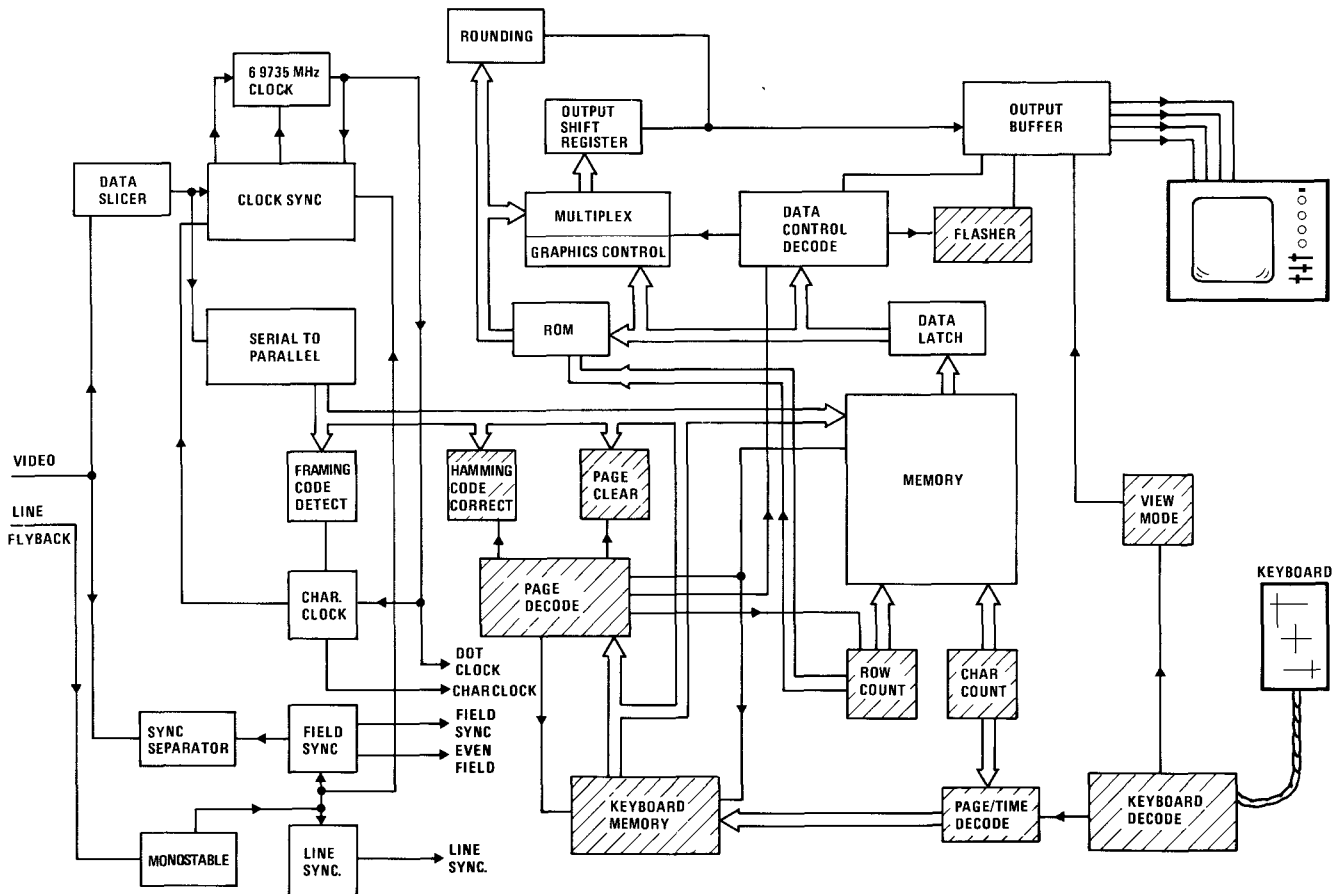 ROUNDING
6 9735 MHz
CLOCK
OUTPUT
SHIFT
REGISTER
OUTPUT
BUFFER
DATA
SLICER
CLOCK SYNC
MULTIPLEX
GRAPHICS CONTROL
DATA
CONTROL
DECODE
FLASHER
SERIAL TO
PARALLEL
ROM
DATA
LATCH
VIDEO
LINE
FLYBACK
FRAMING
CODE
DETECT
HAMMING
CODE
CORRECT
PAGE
CLEAR
MEMORY
VIEW
MODE
KEYBOARD
CHAR.
CLOCK
PAGE
DECODE
DOT
CLOCK
CHAR CLOCK
ROW
COUNT
CHAR
COUNT
SYNC
SEPARATOR
FIELD
SYNC
FIELD
SYNC
EVEN
FIELD
MONOSTABLE
LINE
SYNC.
LINE
SYNC.
KEYBOARD
MEMORY
PAGE/TIME
DECODE
KEYBOARD
DECODE